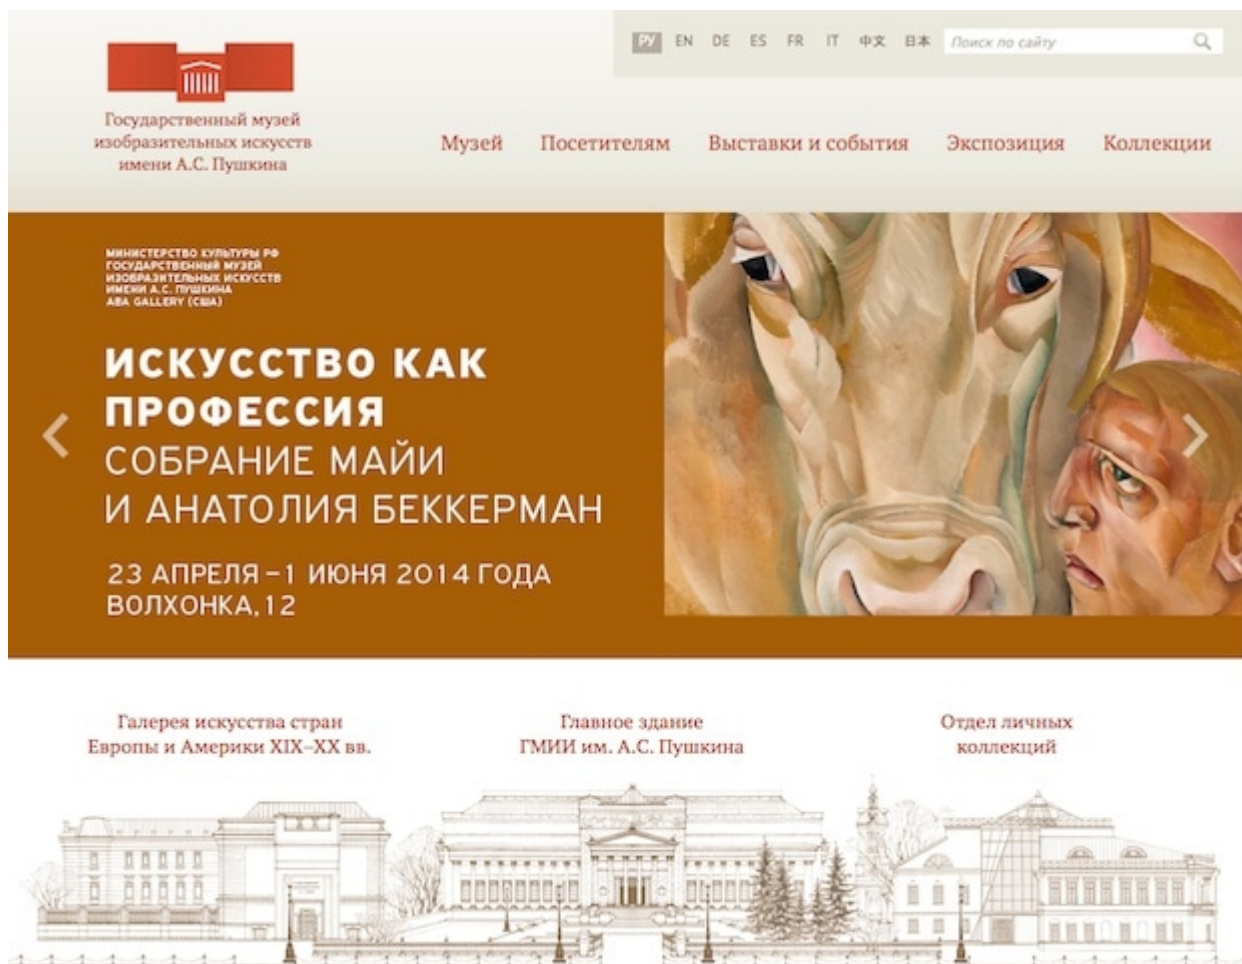 РУ EN DE ES FR IT 中文 日本 Поиск по сайту
Государственный музей
изобразительных искусств
имени А.С. Пушкина
Музей Посетителям Выставки и события Экспозиция Коллекции
МИНИСТЕРСТВО КУЛЬТУРЫ РФ
ГОСУДАРСТВЕННЫЙ МУЗЕЙ
ИЗОБРАЗИТЕЛЬНЫХ ИСКУССТВ
ИМЕНИ А.С. ПУШКИНА
ABA GALLERY (США)
ИСКУССТВО КАК
ПРОФЕССИЯ
СОБРАНИЕ МАЙИ
И АНАТОЛИЯ БЕККЕРМАН
23 АПРЕЛЯ – 1 ИЮНЯ 2014 ГОДА
ВОЛХОНКА, 12
Галерея искусства стран
Европы и Америки XIX–XX вв.
Главное здание
ГМИИ им. А.С. Пушкина
Отдел личных
коллекций